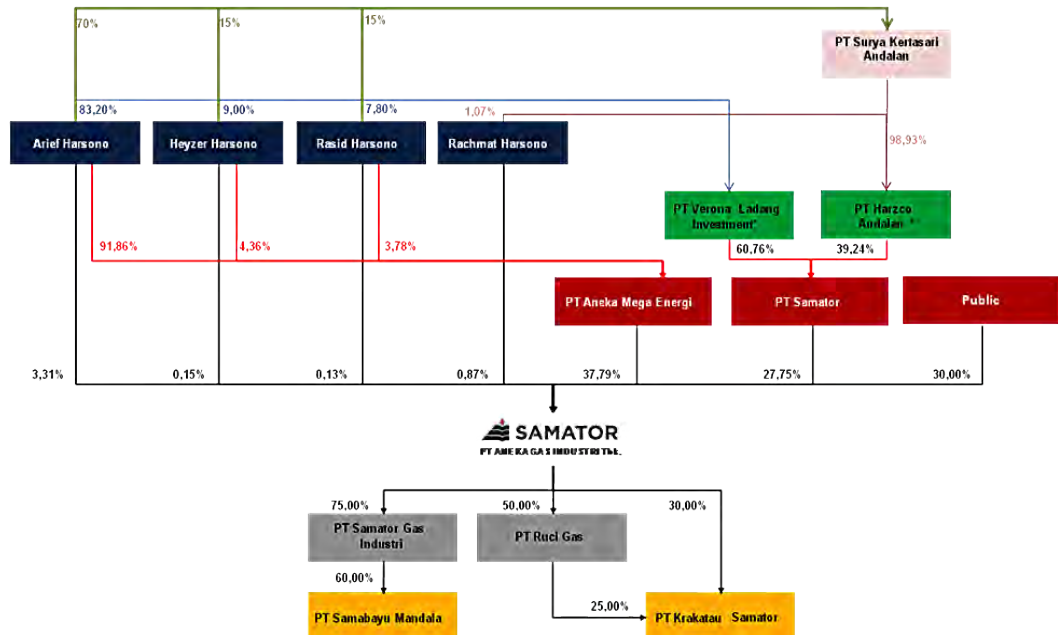 70%
15%
15%
PT Surya Kertasari
Andalan
83,20%
9,00%
7,80%
1,07%
Arief Harsono
Heyzer Harsono
Rasid Harsono
Rachmat Harsono
98,93%
PT Verona Ladang
Investment*
PT Harzco
Andalan **
91,86%
4,36%
3,78%
60,76%
39,24%
PT Aneka Mega Energi
PT Samator
Public
3,31%
0,15%
0,13%
0,87%
37,79%
27,75%
30,00%
SAMATOR
PT ANEKA GAS INDUSTRI Tbk.
75,00%
50,00%
30,00%
PT Samator Gas
Industri
PT Ruci Gas
60,00%
25,00%
PT Samabayu Mandala
PT Krakatau Samator